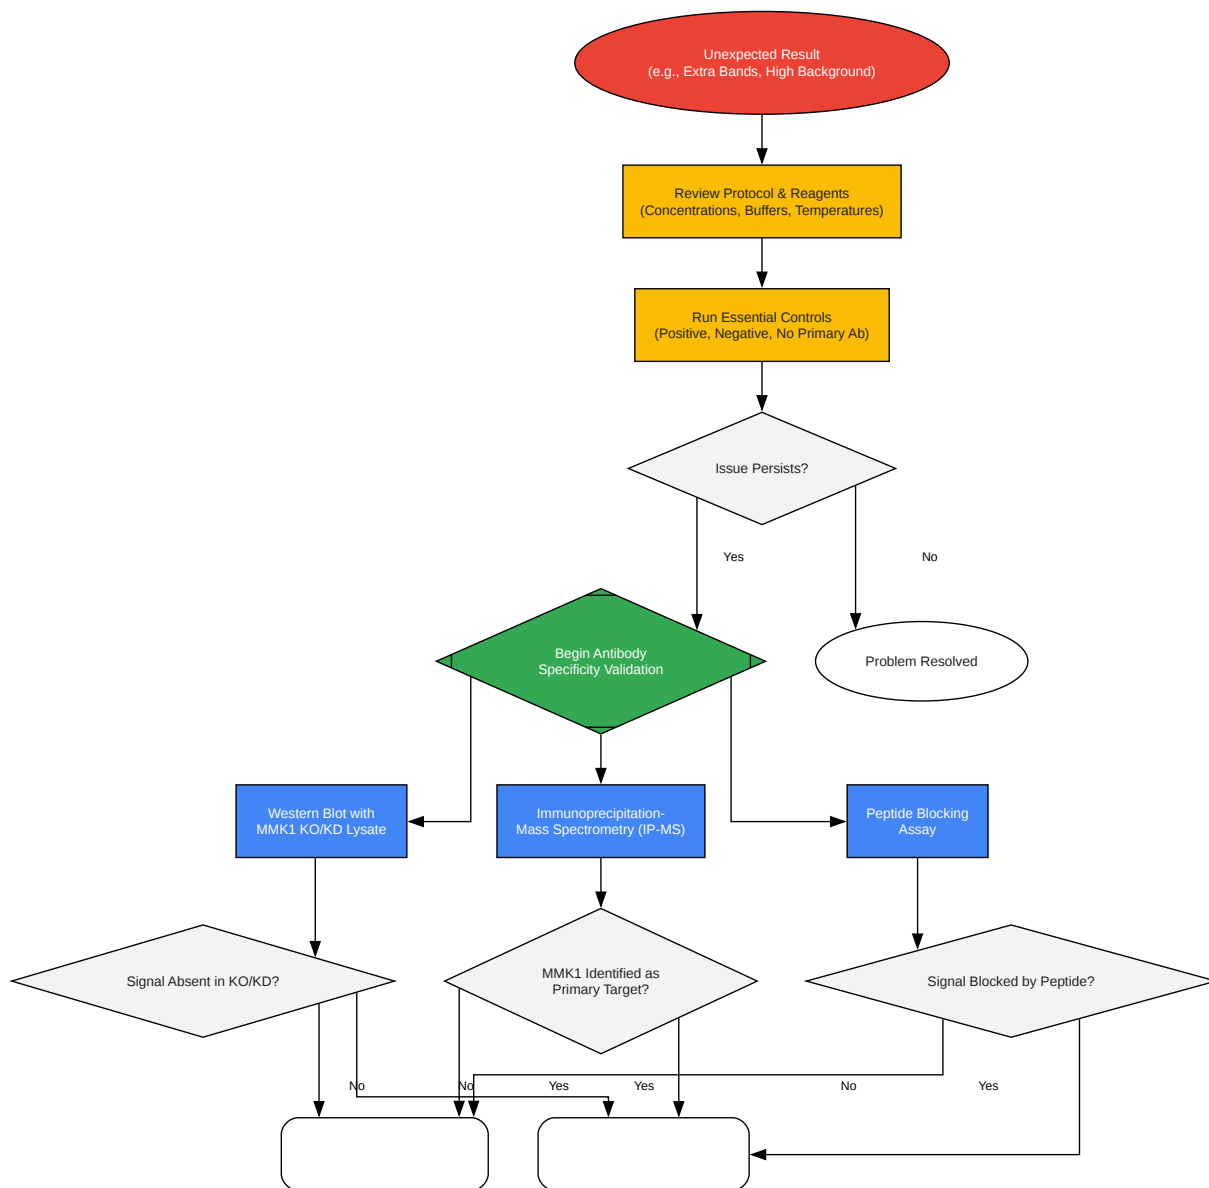 Unexpected Result
(e.g., Extra Bands, High Background)
Review Protocol & Reagents
(Concentrations, Buffers, Temperatures)
Run Essential Controls
(Positive, Negative, No Primary Ab)
Issue Persists?
Yes
No
Begin Antibody
Specificity Validation
Problem Resolved
Western Blot with
MMK1 KO/KD Lysate
Immunoprecipitation-
Mass Spectrometry (IP-MS)
Peptide Blocking
Assay
Signal Absent in KO/KD?
MMK1 Identified as
Primary Target?
Signal Blocked by Peptide?
No
No
Yes
Yes
No
Yes